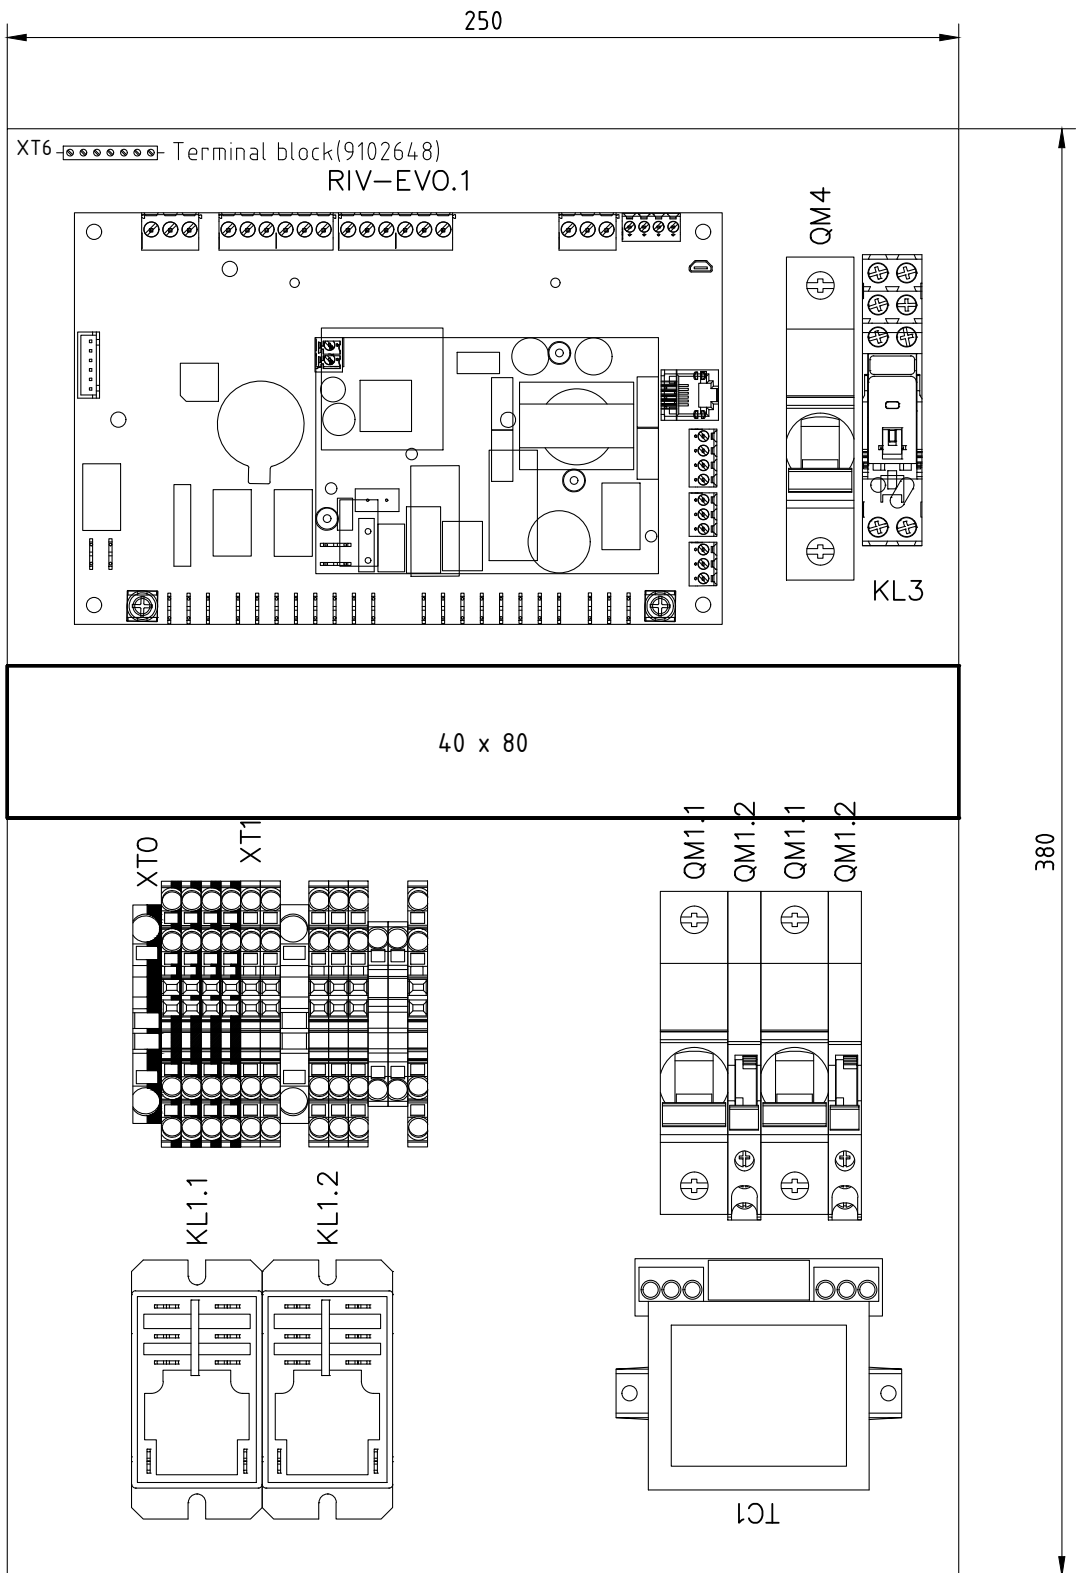 250
XT6 Terminal block(9102648)
RIV-EVO.1
QM4
KL3
40 x 80
380
XT0
XT1
QM1.1
QM1.2
QM1.1
QM1.2
KL1.1
KL1.2
TC1